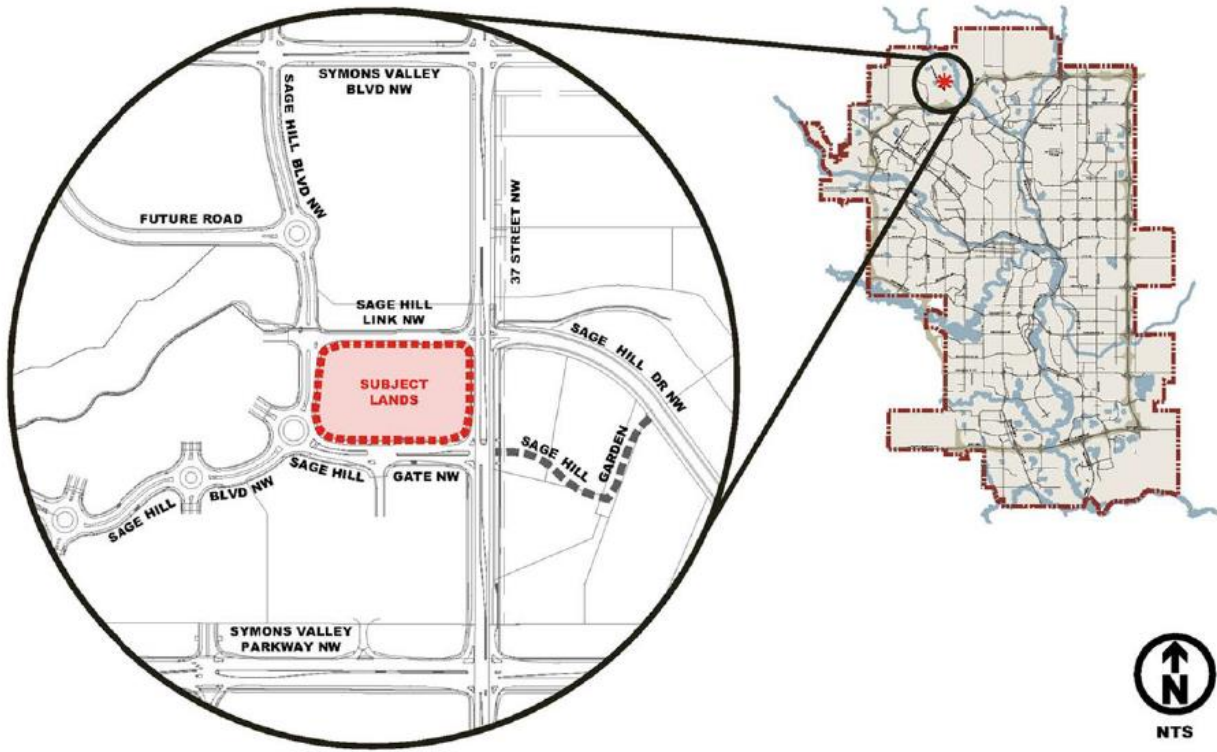 SYMONS VALLEY
BLVD NW
SAGE HILL BLVD NW
FUTURE ROAD
37 STREET NW
SAGE HILL
LINK NW
SAGE HILL DR NW
SUBJECT
LANDS
SAGE HILL
GARDEN
SAGE HILL
GATE NW
SAGE HILL
BLVD NW
SYMONS VALLEY
PARKWAY NW
N
NTS